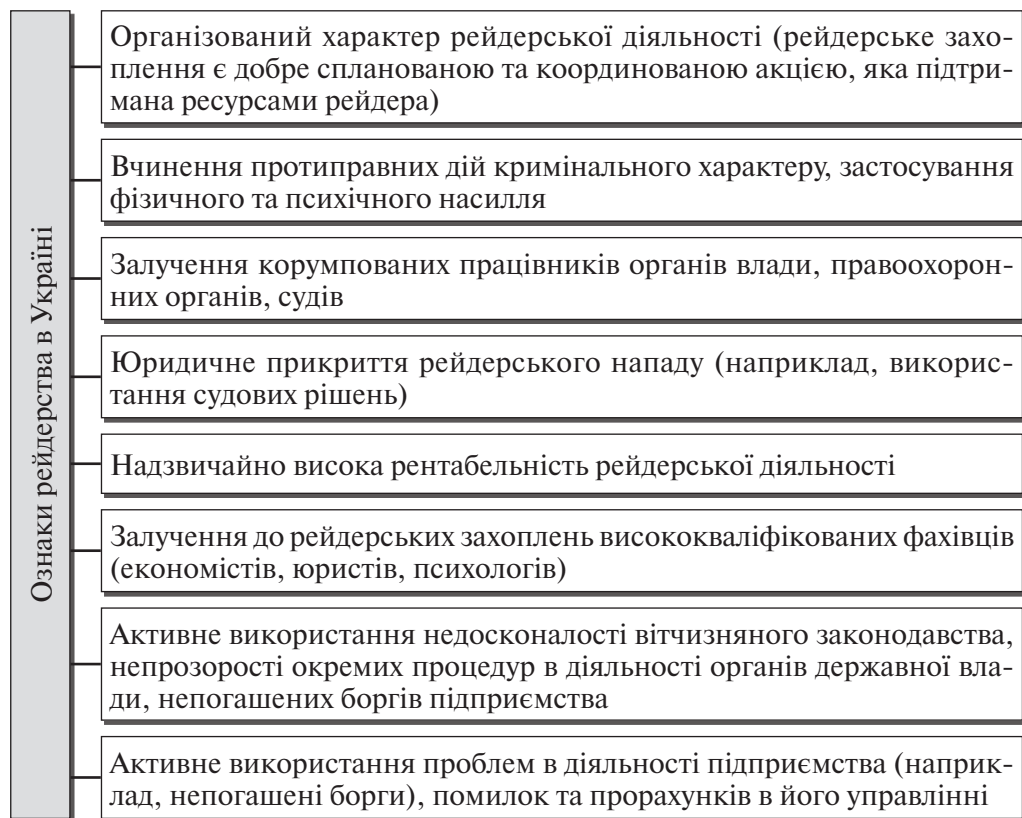 Ознаки рейдерства в Україні
Організований характер рейдерської діяльності (рейдерське захо-
плення є добре спланованою та координованою акцією, яка підтри-
мана ресурсами рейдера)
Вчинення протиправних дій кримінального характеру, застосування
фізичного та психічного насилля
Залучення корумпованих працівників органів влади, правоохорон-
них органів, судів
Юридичне прикриття рейдерського нападу (наприклад, викорис-
тання судових рішень)
Надзвичайно висока рентабельність рейдерської діяльності
Залучення до рейдерських захоплень висококваліфікованих фахівців
(економістів, юристів, психологів)
Активне використання недосконалості вітчизняного законодавства,
непрозорості окремих процедур в діяльності органів державної вла-
ди, непогашених боргів підприємства
Активне використання проблем в діяльності підприємства (наприк-
лад, непогашені борги), помилок та прорахунків в його управлінні